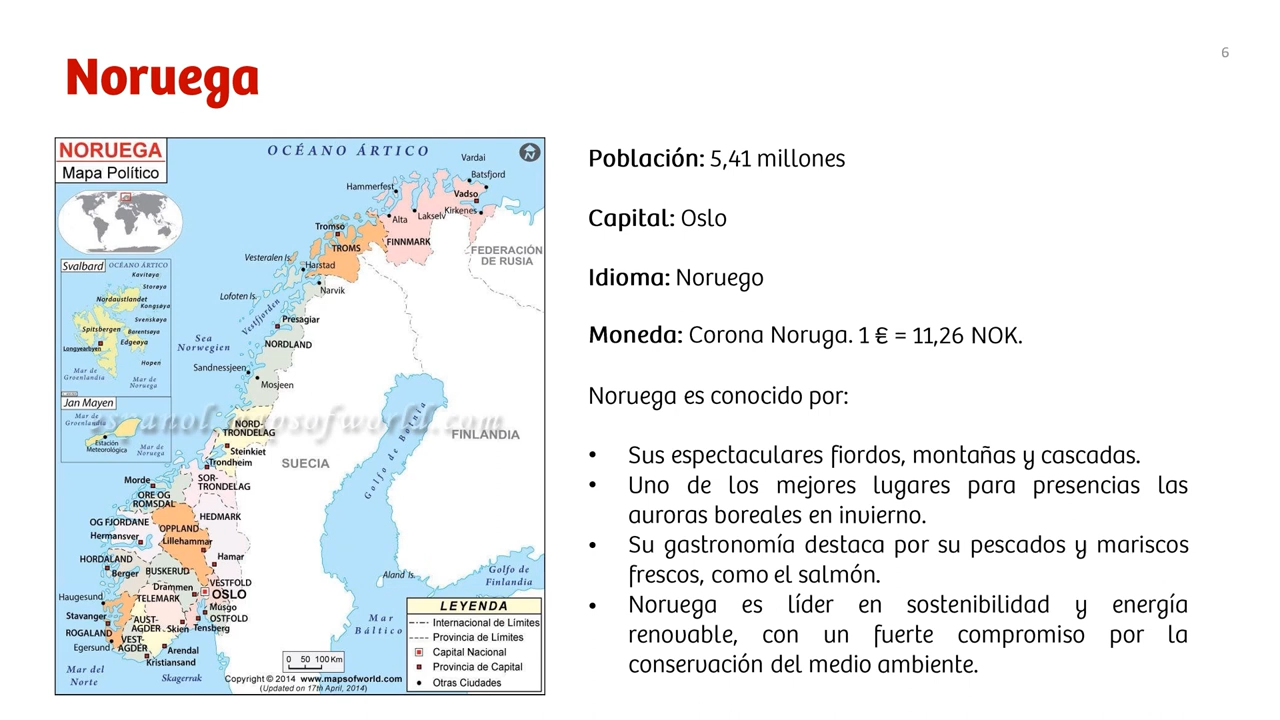 6
Noruega
NORUEGA
Mapa Político
OCÉANO ÁRTICO
N
Vardai
Batsfjord
Hammerfest
Vadso
Alta
Lakselv
Kirkenes
Tromso
FINNMARK
TROMS
FEDERACIÓN
DE RUSIA
Vesteralen Is.
Harstad
Svalbard
OCÉANO ÁRTICO
Kavitøya
Storøya
Nordaustlandet
Kongsøya
Svenskøya
Spitsbergen
Barentsøya
Edgeøya
Longyearbyen
Hopen
Mar de
Groenlandia
Mar de
Noruega
Lofoten Is.
Narvik
Vestfjorden
Presagiar
Sea
Norwegien
NORDLAND
Sandnessjeen
Mosjeen
Jan Mayen
Mar de
Groenlandia
Estación
Meteorológica
Mar de
Noruega
espanol.mapsofworld.com
NORD-
TRONDELAG
Steinkiet
Trondheim
SUECIA
FINLANDIA
Golfo de Botnia
Morde
SOR-
TRONDELAG
ORE OG
ROMSDAL
HEDMARK
OG FJORDANE
OPPLAND
Hermansver
Lillehammar
HORDALAND
Hamar
Berger
BUSKERUD
Drammen
VESTFOLD
OSLO
Haugesund
TELEMARK
Musgo
OSTFOLD
Stavanger
AUST-
AGDER
Skien
Tensberg
ROGALAND
VEST-
AGDER
Egersund
Arendal
Kristiansand
Mar del
Norte
Skagerrak
Aland Is.
Golfo de
Finlandia
Mar
Báltico
0 50 100 Km
Copyright © 2014 www.mapsofworld.com
(Updated on 17th April, 2014)
LEYENDA
Internacional de Límites
Provincia de Límites
Capital Nacional
Provincia de Capital
Otras Ciudades
Población: 5,41 millones
Capital: Oslo
Idioma: Noruego
Moneda: Corona Noruga. 1 € = 11,26 NOK.
Noruega es conocido por:
• Sus espectaculares fiordos, montañas y cascadas.
• Uno de los mejores lugares para presencias las
auroras boreales en invierno.
• Su gastronomía destaca por su pescados y mariscos
frescos, como el salmón.
• Noruega es líder en sostenibilidad y energía
renovable, con un fuerte compromiso por la
conservación del medio ambiente.